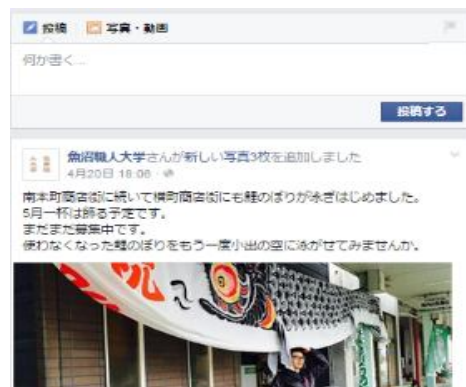 投稿 写真・動画
何か書く...
投稿する
魚沼職人大学さんが新しい写真3枚を追加しました
4月20日 18:06
南本町商店街に続いて横町商店街にも鯉のぼりが泳ぎはじめました。
5月一杯は飾る予定です。
まだまだ募集中です。
使わなくなった鯉のぼりをもう一度小出の空に泳がせてみませんか。